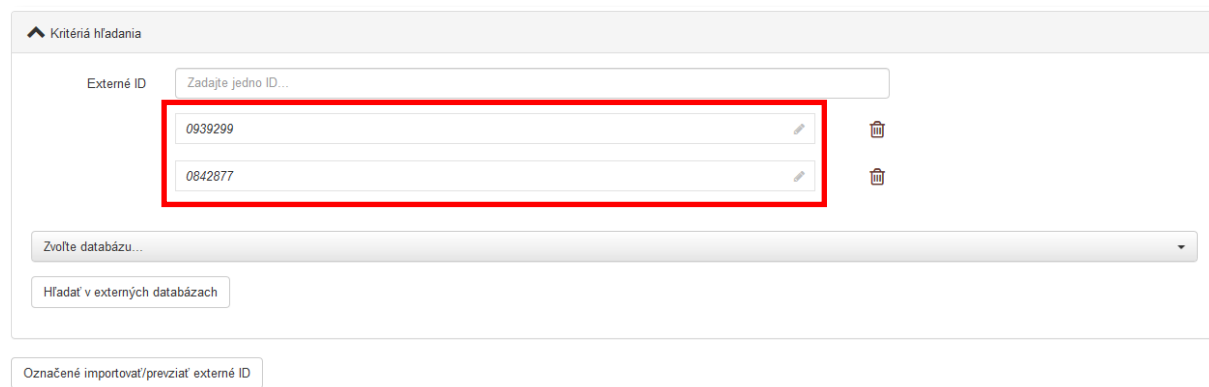 Kritériá hľadania
Externé ID
Zadajte jedno ID...
0939299
0842877
Zvoľte databázu...
Hľadať v externých databázach
Označené importovať/prevziať externé ID